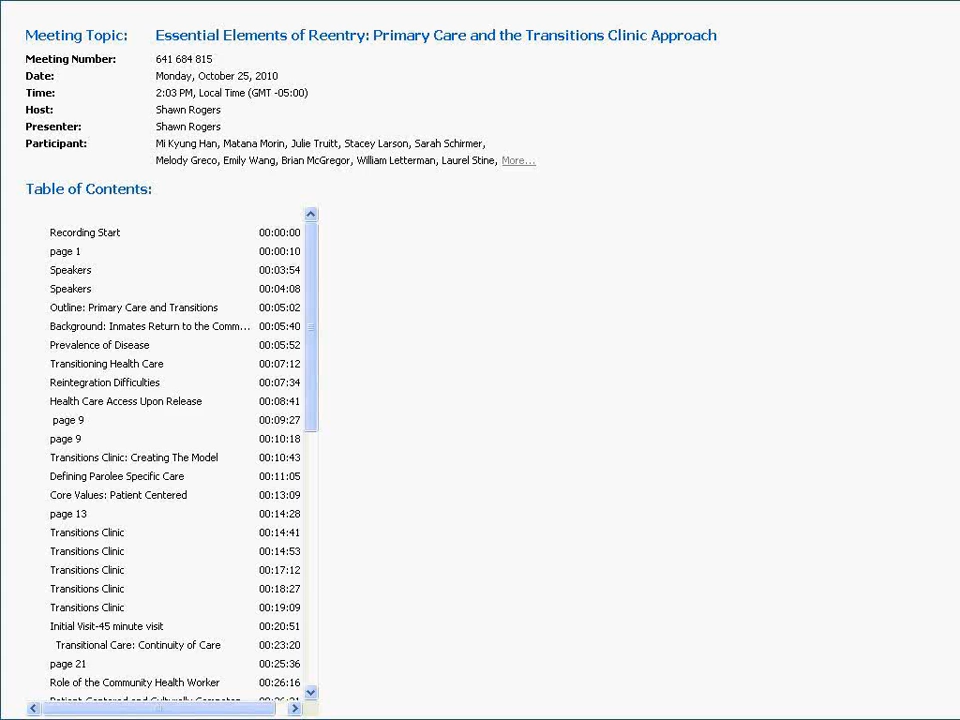 Meeting Topic: Essential Elements of Reentry: Primary Care and the Transitions Clinic Approach
Meeting Number: 641 684 815
Date: Monday, October 25, 2010
Time: 2:03 PM, Local Time (GMT -05:00)
Host: Shawn Rogers
Presenter: Shawn Rogers
Participant: Mi Kyung Han, Matana Morin, Julie Truitt, Stacey Larson, Sarah Schirmer,
Melody Greco, Emily Wang, Brian McGregor, William Letterman, Laurel Stine, More...
Table of Contents:
Recording Start 00:00:00
page 1 00:00:10
Speakers 00:03:54
Speakers 00:04:08
Outline: Primary Care and Transitions 00:05:02
Background: Inmates Return to the Comm... 00:05:40
Prevalence of Disease 00:05:52
Transitioning Health Care 00:07:12
Reintegration Difficulties 00:07:34
Health Care Access Upon Release 00:08:41
page 9 00:09:27
page 9 00:10:18
Transitions Clinic: Creating The Model 00:10:43
Defining Parolee Specific Care 00:11:05
Core Values: Patient Centered 00:13:09
page 13 00:14:28
Transitions Clinic 00:14:41
Transitions Clinic 00:14:53
Transitions Clinic 00:17:12
Transitions Clinic 00:18:27
Transitions Clinic 00:19:09
Initial Visit-45 minute visit 00:20:51
Transitional Care: Continuity of Care 00:23:20
page 21 00:25:36
Role of the Community Health Worker 00:26:16
Patient-Centered and Culturally